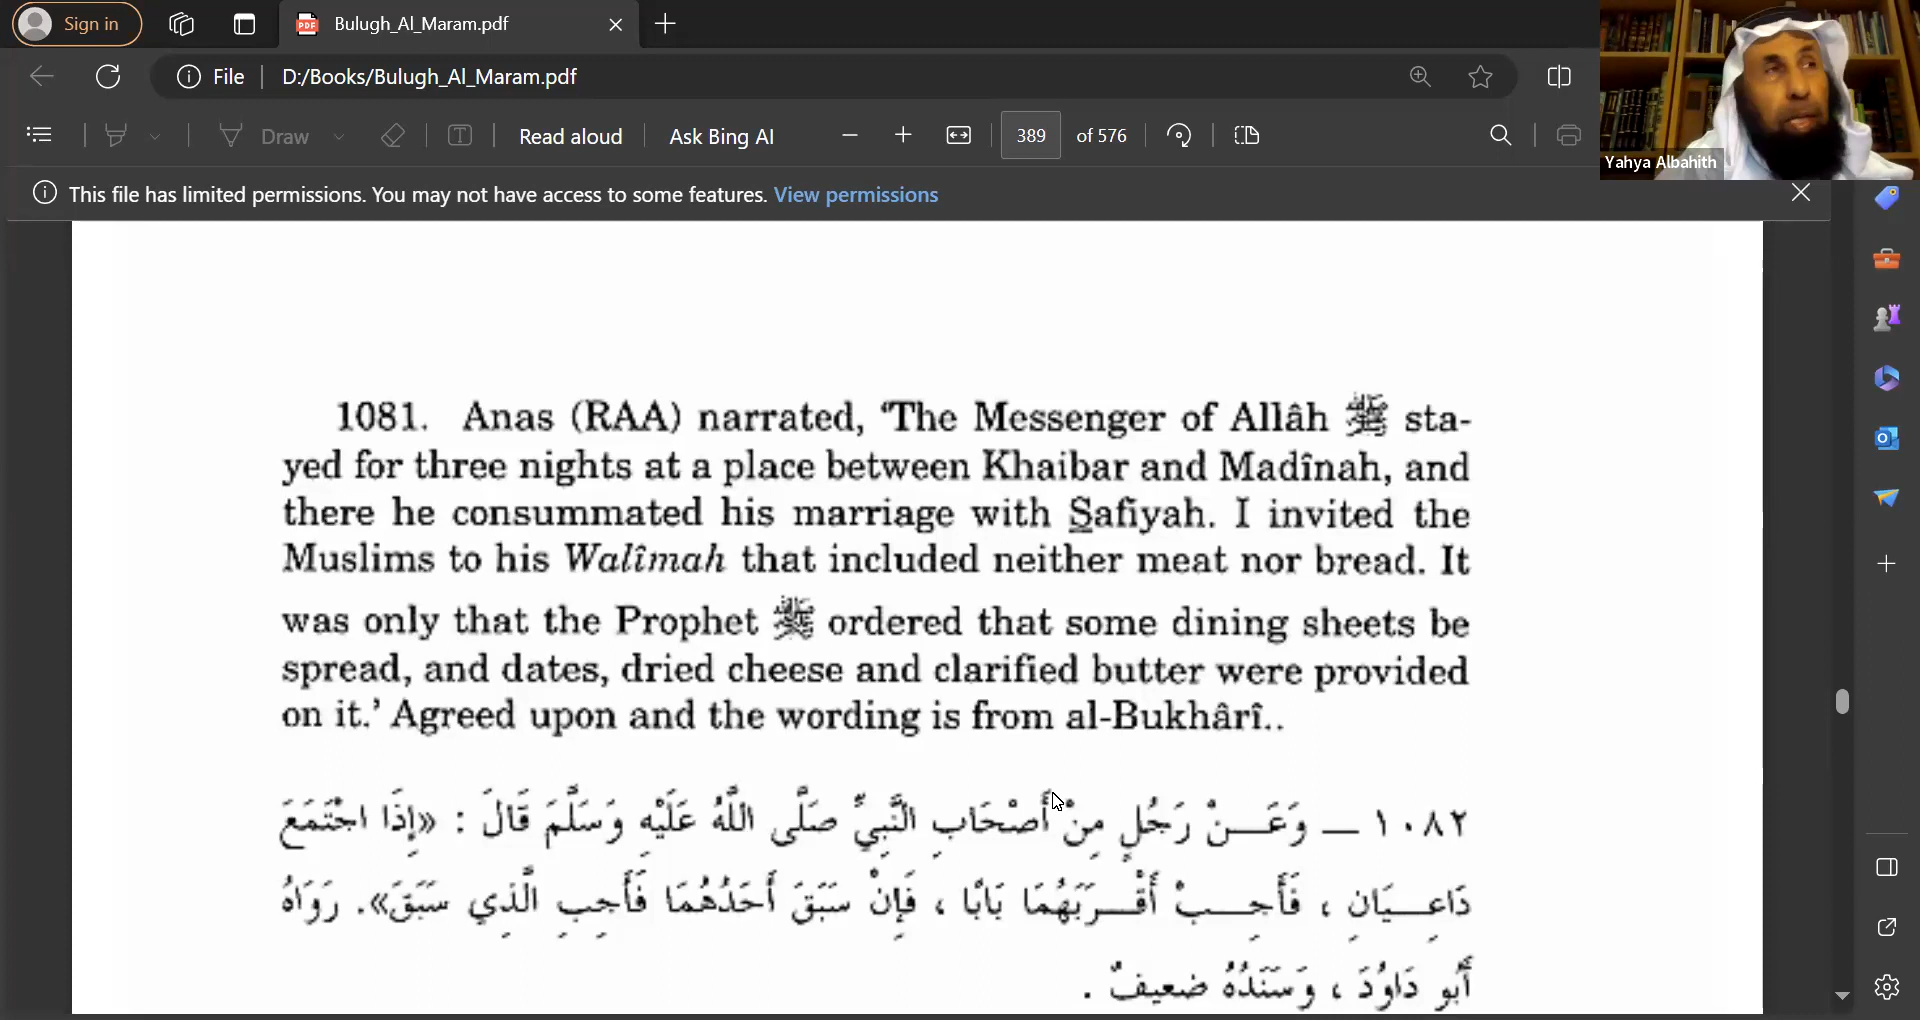 Sign in
Bulugh_Al_Maram.pdf
File
D:/Books/Bulugh_Al_Maram.pdf
Draw
Read aloud
Ask Bing AI
389
of 576
Yahya Albahith
This file has limited permissions. You may not have access to some features. View permissions
1081. Anas (RAA) narrated, ‘The Messenger of Allâh ﷺ sta-
yed for three nights at a place between Khaibar and Madînah, and
there he consummated his marriage with Safiyah. I invited the
Muslims to his Walîmah that included neither meat nor bread. It
was only that the Prophet ﷺ ordered that some dining sheets be
spread, and dates, dried cheese and clarified butter were provided
on it.’ Agreed upon and the wording is from al-Bukhârî..
١٠٨٢ ـ وَعَـنْ رَجُلٍ مِنْ أَصْحَابِ النَّبِيِّ صَلَّى اللَّهُ عَلَيْهِ وَسَلَّمَ قَالَ : «إِذَا اجْتَمَعَ
دَاعِـيَانِ ، فَأَجِـبْ أَقْـرَبَهُمَا بَابًا ، فَإِنْ سَبَقَ أَحَدُهُمَا فَأَجِبِ الَّذِي سَبَقَ». رَوَاهُ
أَبُو دَاوُدَ ، وَسَنَدُهُ ضَعِيفٌ .